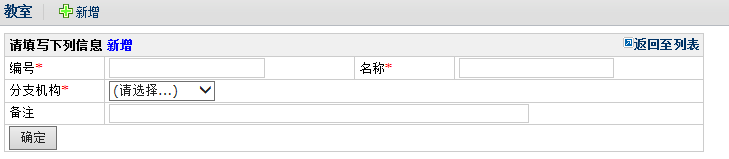 教室 新增
请填写下列信息 新增 返回至列表
编号* 名称*
分支机构* (请选择...)
备注
确定